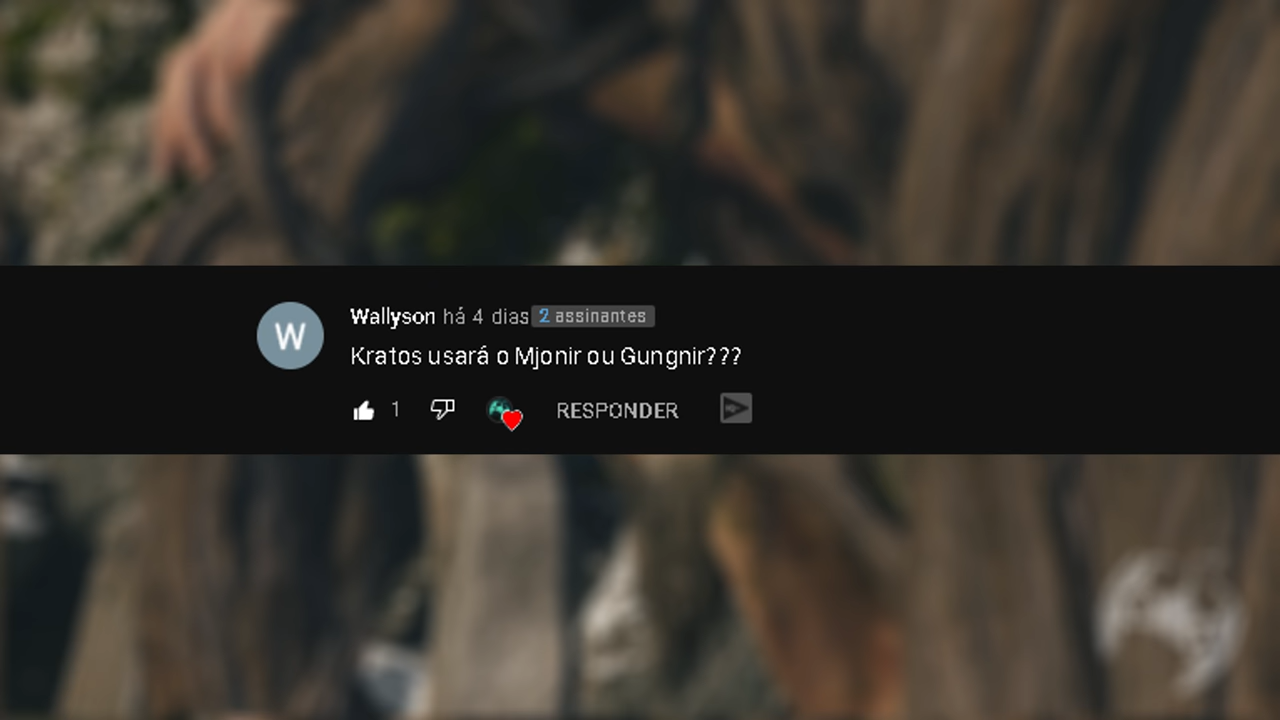 W
Wallyson há 4 dias 2 assinantes
Kratos usará o Mjonir ou Gungnir???
1 RESPONDER